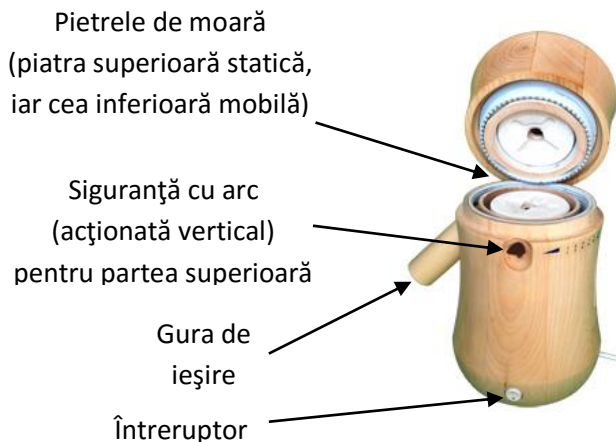 Pietrele de moară
(piatra superioară statică,
iar cea inferioară mobilă)
Siguranţă cu arc
(acţionată vertical)
pentru partea superioară
Gura de
ieşire
Întreruptor